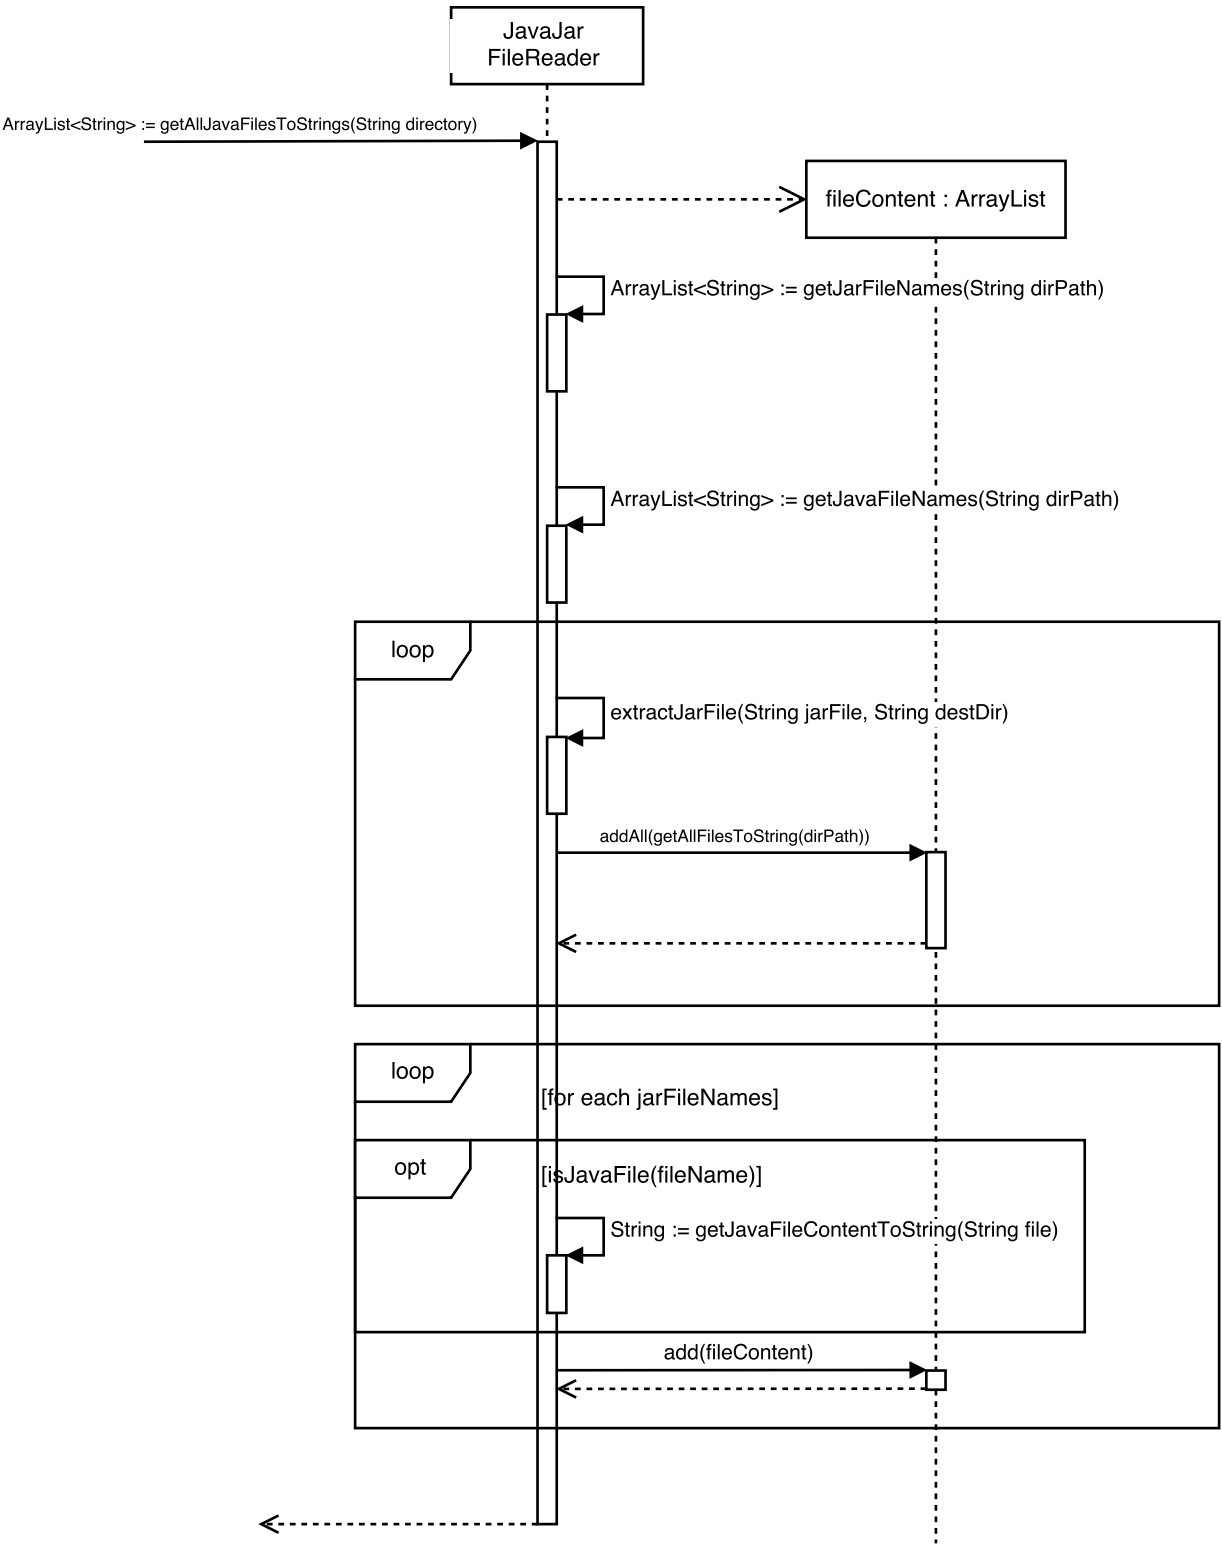 JavaJar
FileReader
ArrayList<String> := getAllJavaFilesToStrings(String directory)
fileContent : ArrayList
ArrayList<String> := getJarFileNames(String dirPath)
ArrayList<String> := getJavaFileNames(String dirPath)
loop
extractJarFile(String jarFile, String destDir)
addAll(getAllFilesToString(dirPath))
loop
[for each jarFileNames]
opt
[isJavaFile(fileName)]
String := getJavaFileContentToString(String file)
add(fileContent)